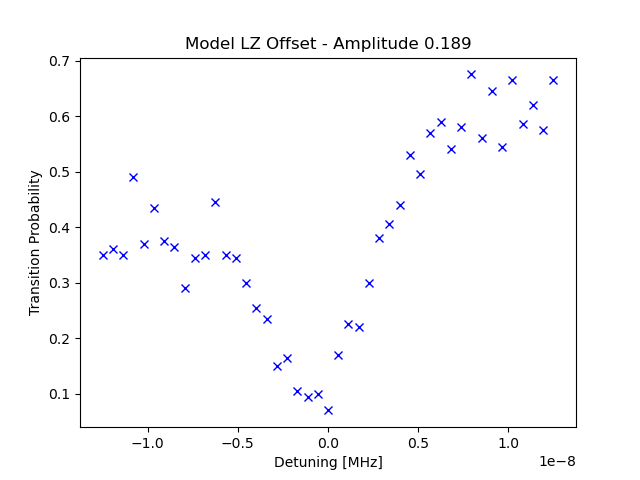 Model LZ Offset - Amplitude 0.189
0.7
0.6
0.5
0.4
0.3
0.2
0.1
Transition Probability
−1.0 −0.5 0.0 0.5 1.0
1e−8
Detuning [MHz]